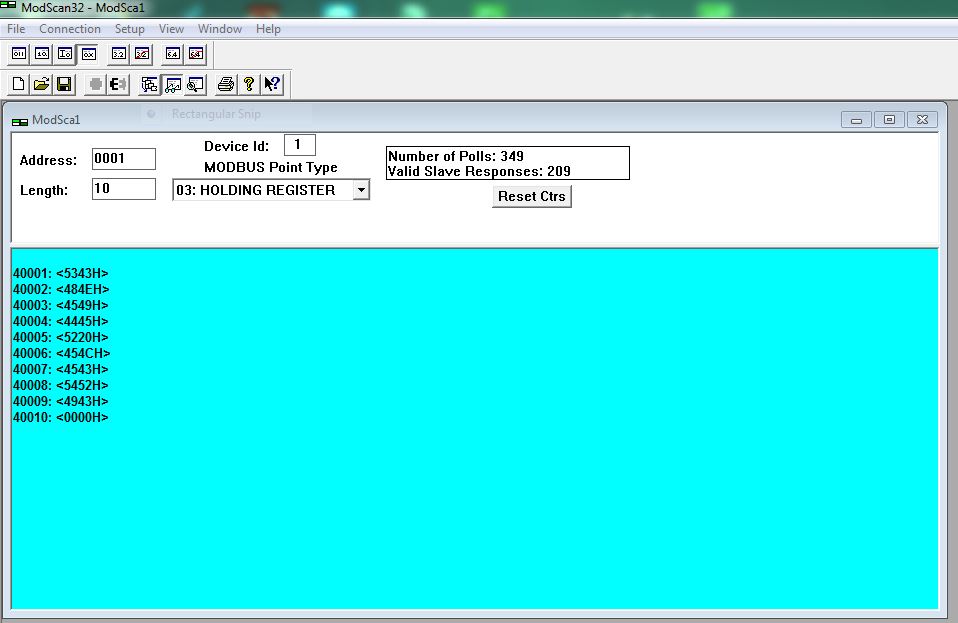 ModScan32 - ModSca1
File Connection Setup View Window Help
Rectangular Snip
ModSca1
Device Id: 1
Address: 0001
MODBUS Point Type
Length: 10
03: HOLDING REGISTER
Number of Polls: 349
Valid Slave Responses: 209
Reset Ctrs
40001: <5343H>
40002: <484EH>
40003: <4549H>
40004: <4445H>
40005: <5220H>
40006: <454CH>
40007: <4543H>
40008: <5452H>
40009: <4943H>
40010: <0000H>